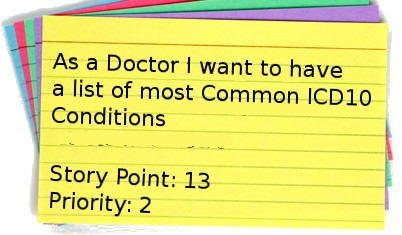 As a Doctor I want to have
a list of most Common ICD10
Conditions
Story Point: 13
Priority: 2